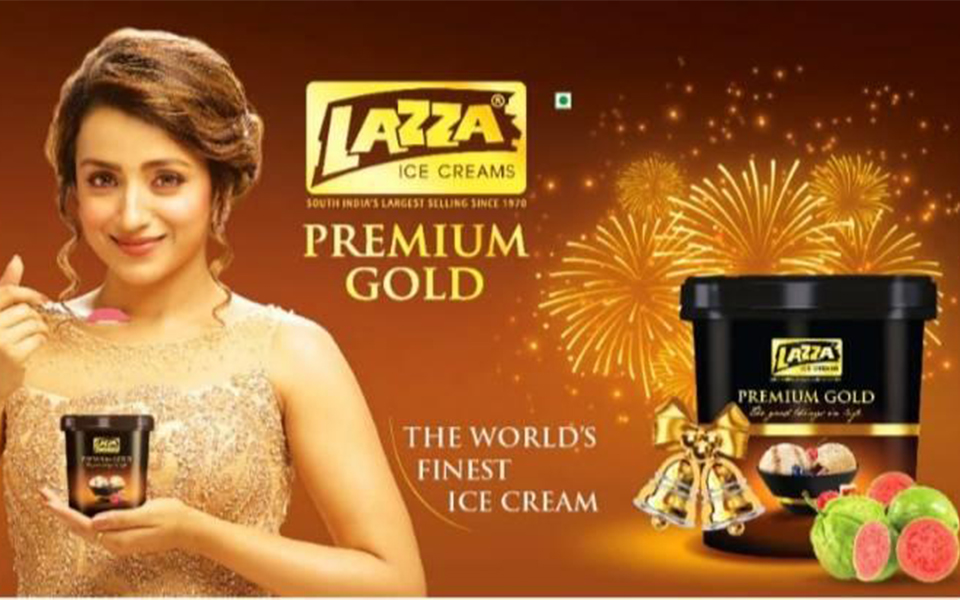 LAZZA®
ICE CREAMS
SOUTH INDIA'S LARGEST SELLING SINCE 1970
PREMIUM
GOLD
THE WORLD'S
FINEST
ICE CREAM
LAZZA
ICE CREAMS
PREMIUM GOLD
The good things in life
LAZZA